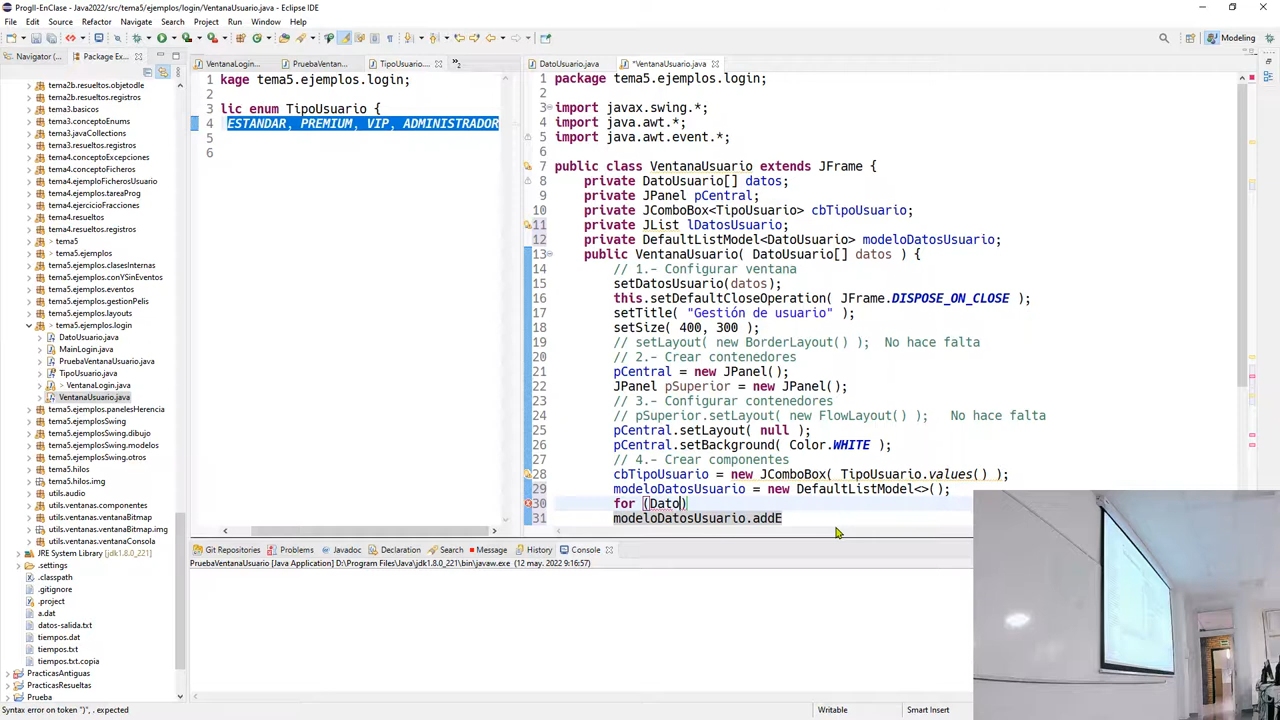 ProgII-EnClase - Java2022/src/tema5/ejemplos/login/VentanaUsuario.java - Eclipse IDE
File Edit Source Refactor Navigate Search Project Run Window Help
Modeling
Navigator (...
Package Ex...
tema2b.resueltos.objetodle
tema2b.resueltos.registros
tema3.basicos
tema3.conceptoEnums
tema3.javaCollections
tema3.resueltos.registros
tema4.conceptoExcepciones
tema4.conceptoFicheros
tema4.ejemploFicherosUsuario
tema4.ejemplos.tareaProg
tema4.ejercicioFracciones
tema4.resueltos
tema4.resueltos.registros
> tema5
> tema5.ejemplos
tema5.ejemplos.clasesInternas
tema5.ejemplos.conYSinEventos
tema5.ejemplos.eventos
tema5.ejemplos.gestionPelis
tema5.ejemplos.layouts
> tema5.ejemplos.login
DatoUsuario.java
MainLogin.java
PruebaVentanaUsuario.java
TipoUsuario.java
> VentanaLogin.java
VentanaUsuario.java
tema5.ejemplos.panelesHerencia
tema5.ejemplosSwing
tema5.ejemplosSwing.dibujo
tema5.ejemplosSwing.modelos
tema5.ejemplosSwing.otros
tema5.hilos
tema5.hilos.img
utils.audio
utils.ventanas.componentes
utils.ventanas.ventanaBitmap
utils.ventanas.ventanaBitmap.img
utils.ventanas.ventanaConsola
JRE System Library [jdk1.8.0_221]
.settings
.classpath
.gitignore
.project
a.dat
datos-salida.txt
tiempos.dat
tiempos.txt
tiempos.txt.copia
PracticasAntiguas
PracticasResueltas
Prueba
VentanaLogin...
PruebaVentan...
TipoUsuario....
»2
1 kage tema5.ejemplos.login;
2
3 lic enum TipoUsuario {
4 ESTANDAR, PREMIUM, VIP, ADMINISTRADOR
5
6
DatoUsuario.java
*VentanaUsuario.java
1 package tema5.ejemplos.login;
2
3 import javax.swing.*;
4 import java.awt.*;
5 import java.awt.event.*;
6
7 public class VentanaUsuario extends JFrame {
8 private DatoUsuario[] datos;
9 private JPanel pCentral;
10 private JComboBox<TipoUsuario> cbTipoUsuario;
11 private JList lDatosUsuario;
12 private DefaultListModel<DatoUsuario> modeloDatosUsuario;
13 public VentanaUsuario( DatoUsuario[] datos ) {
14 // 1.- Configurar ventana
15 setDatosUsuario(datos);
16 this.setDefaultCloseOperation( JFrame.DISPOSE_ON_CLOSE );
17 setTitle( "Gestión de usuario" );
18 setSize( 400, 300 );
19 // setLayout( new BorderLayout() ); No hace falta
20 // 2.- Crear contenedores
21 pCentral = new JPanel();
22 JPanel pSuperior = new JPanel();
23 // 3.- Configurar contenedores
24 // pSuperior.setLayout( new FlowLayout() ); No hace falta
25 pCentral.setLayout( null );
26 pCentral.setBackground( Color.WHITE );
27 // 4.- Crear componentes
28 cbTipoUsuario = new JComboBox( TipoUsuario.values() );
29 modeloDatosUsuario = new DefaultListModel<>();
30 for (Dato)
31 modeloDatosUsuario.addE
Git Repositories
Problems
Javadoc
Declaration
Search
Message
History
Console
PruebaVentanaUsuario [Java Application] D:\Program Files\Java\jdk1.8.0_221\bin\javaw.exe (12 may. 2022 9:16:57)
Syntax error on token ")", . expected
Writable
Smart Insert